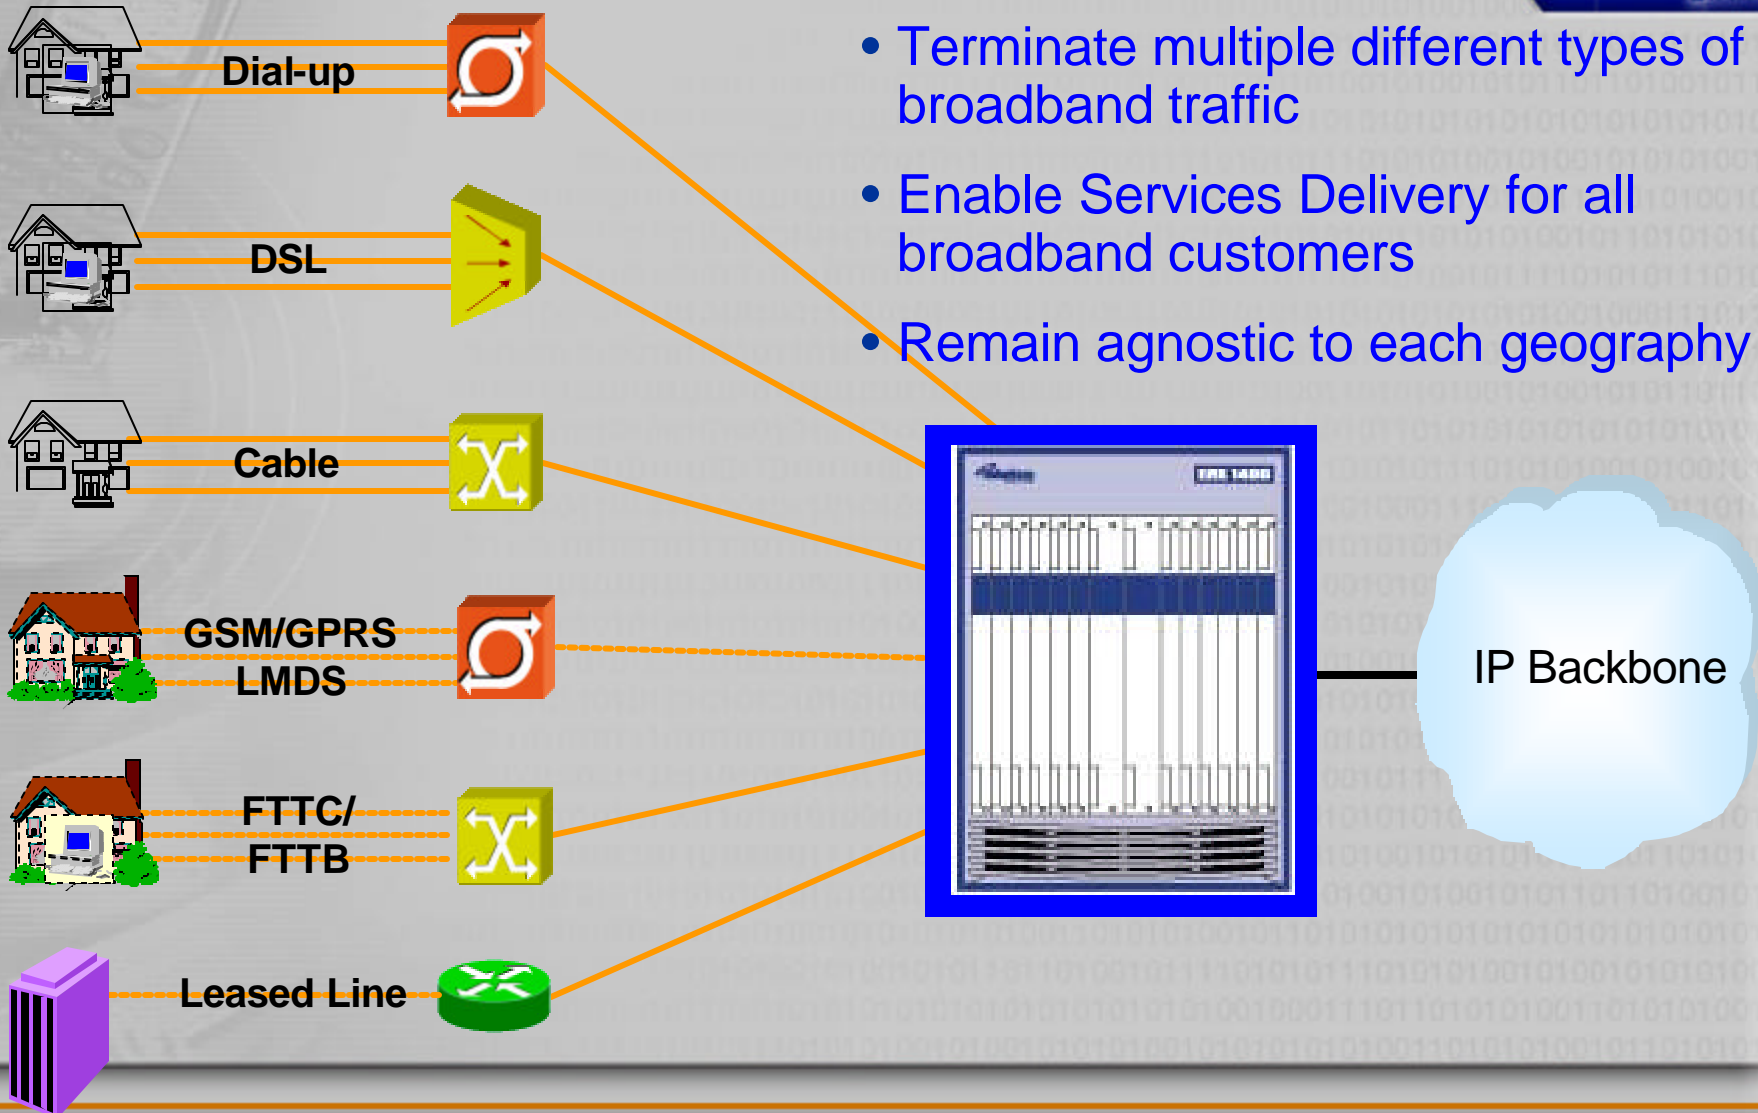 Dial-up
• Terminate multiple different types of
broadband traffic
• Enable Services Delivery for all
broadband customers
• Remain agnostic to each geography
DSL
Cable
GSM/GPRS
LMDS
FTTC/
FTTB
Leased Line
IP Backbone